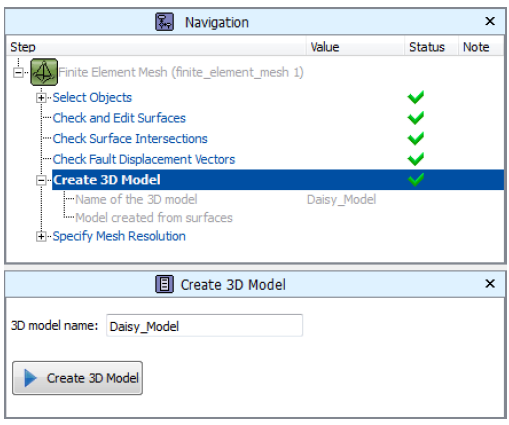 Navigation
Step Value Status Note
Finite Element Mesh (finite_element_mesh 1)
Select Objects
Check and Edit Surfaces
Check Surface Intersections
Check Fault Displacement Vectors
Create 3D Model
Name of the 3D model Daisy_Model
Model created from surfaces
Specify Mesh Resolution
Create 3D Model
3D model name: Daisy_Model
Create 3D Model